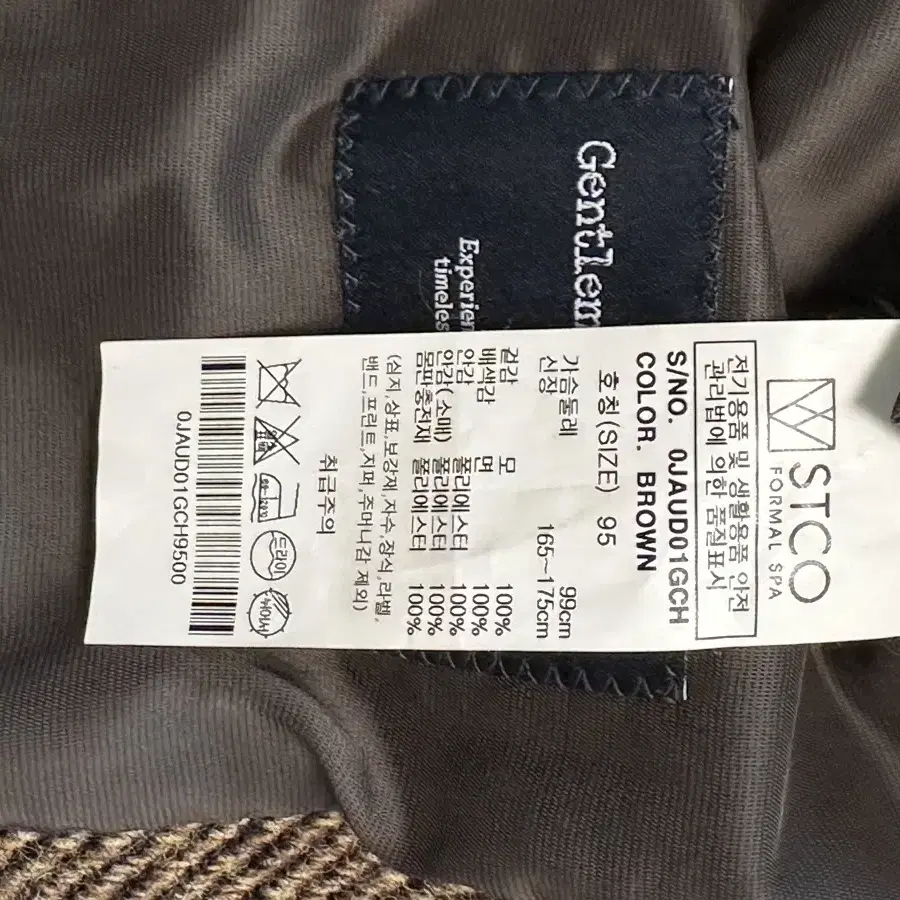 Gentlem
Experien
timeles
STCO
FORMAL SPA
전기용품 및 생활용품 안전
관리법에 의한 품질표시
S/NO. 0JAUD01GCH
COLOR. BROWN
호칭(SIZE) 95
가슴둘레 99cm
신장 165~175cm
겉감 모 100%
배색감 면 100%
안감 폴리에스터 100%
안감(소매) 폴리에스터 100%
몸판충전재 폴리에스터 100%
(심지,상표,보강재,자수,장식,라벨,
밴드,프린트,지퍼,주머니감 제외)
취급주의
드라이
0JAUD01GCH9500